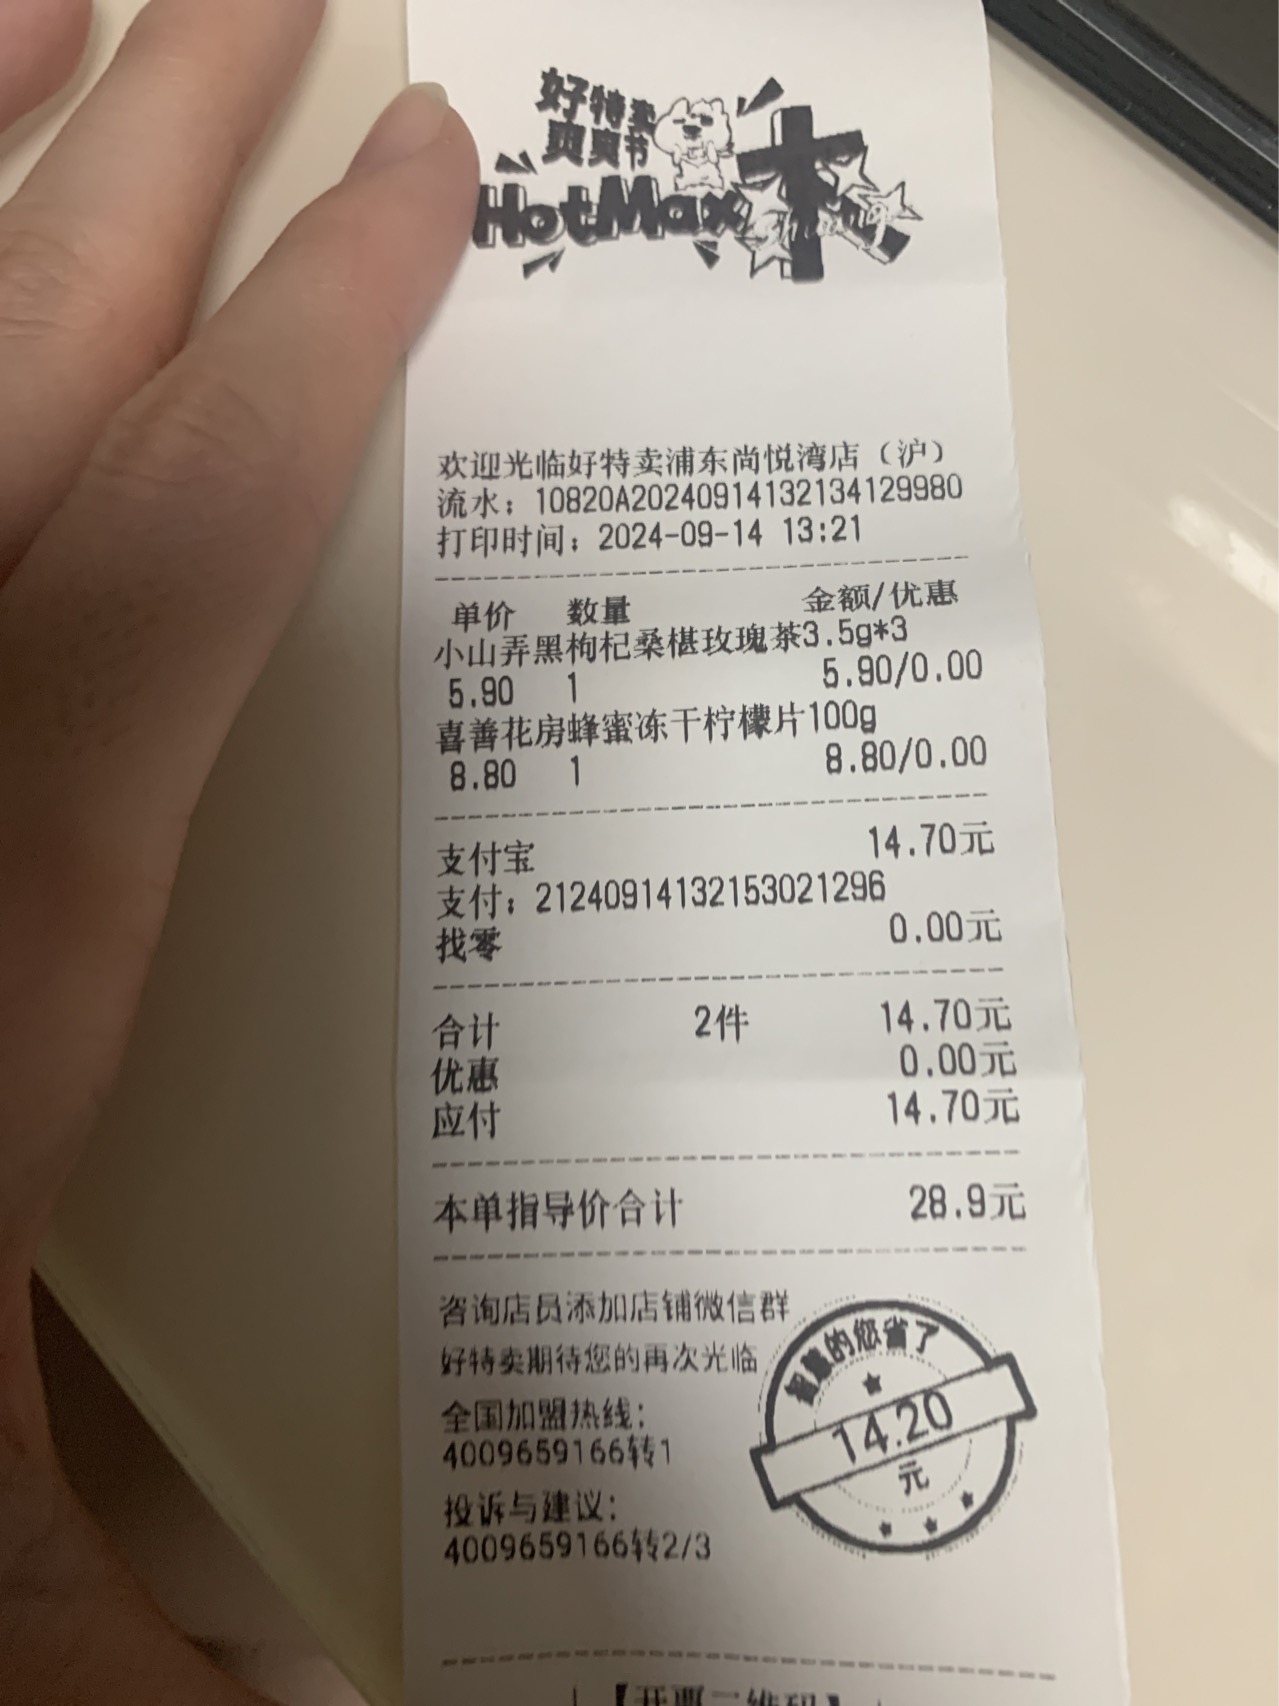 好特卖
爽爽节
HotMax
欢迎光临好特卖浦东尚悦湾店（沪）
流水：10820A20240914132134129980
打印时间：2024-09-14 13:21
单价 数量 金额/优惠
小山弄黑枸杞桑椹玫瑰茶3.5g*3
5.90 1 5.90/0.00
喜善花房蜂蜜冻干柠檬片100g
8.80 1 8.80/0.00
支付宝 14.70元
支付：21240914132153021296
找零 0.00元
合计 2件 14.70元
优惠 0.00元
应付 14.70元
本单指导价合计 28.9元
咨询店员添加店铺微信群
好特卖期待您的再次光临
全国加盟热线：
4009659166转1
投诉与建议：
4009659166转2/3
智慧的您省了
14.20
元
【开票二维码】